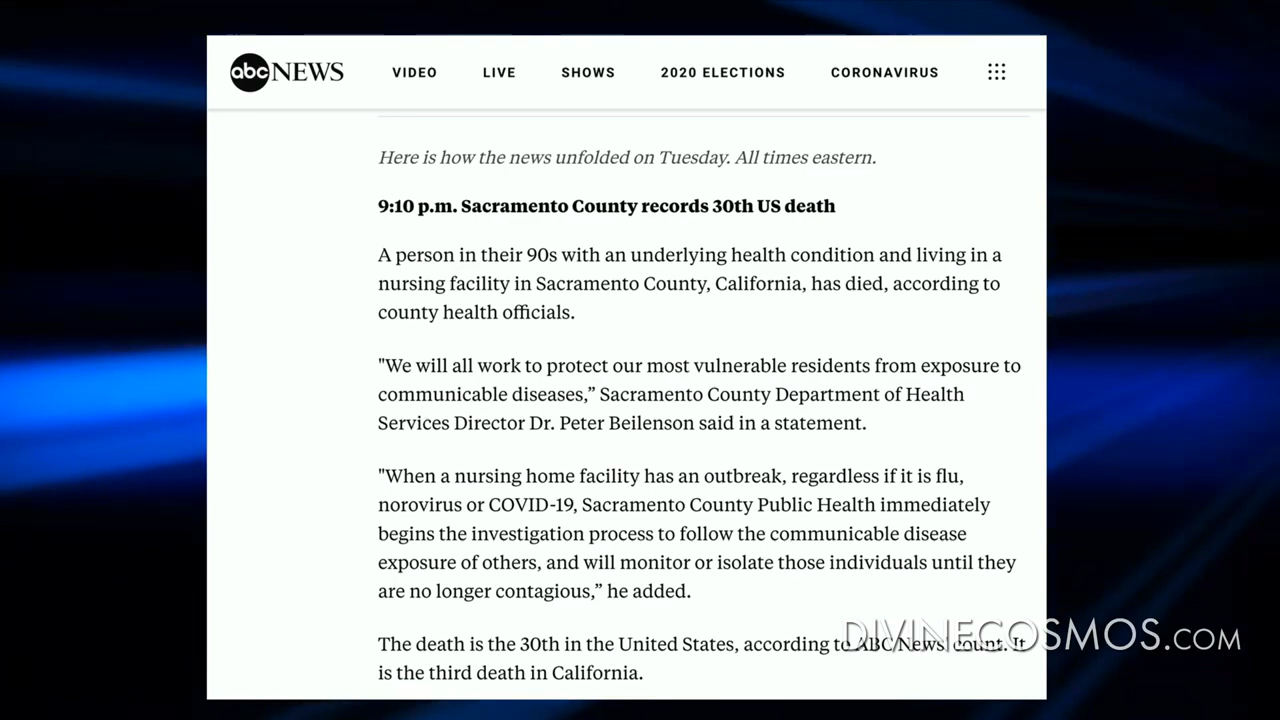 abc NEWS VIDEO LIVE SHOWS 2020 ELECTIONS CORONAVIRUS
Here is how the news unfolded on Tuesday. All times eastern.
9:10 p.m. Sacramento County records 30th US death
A person in their 90s with an underlying health condition and living in a
nursing facility in Sacramento County, California, has died, according to
county health officials.
"We will all work to protect our most vulnerable residents from exposure to
communicable diseases,” Sacramento County Department of Health
Services Director Dr. Peter Beilenson said in a statement.
"When a nursing home facility has an outbreak, regardless if it is flu,
norovirus or COVID-19, Sacramento County Public Health immediately
begins the investigation process to follow the communicable disease
exposure of others, and will monitor or isolate those individuals until they
are no longer contagious,” he added.
The death is the 30th in the United States, according to ABC News' count. It
is the third death in California.
DIVINECOSMOS.COM